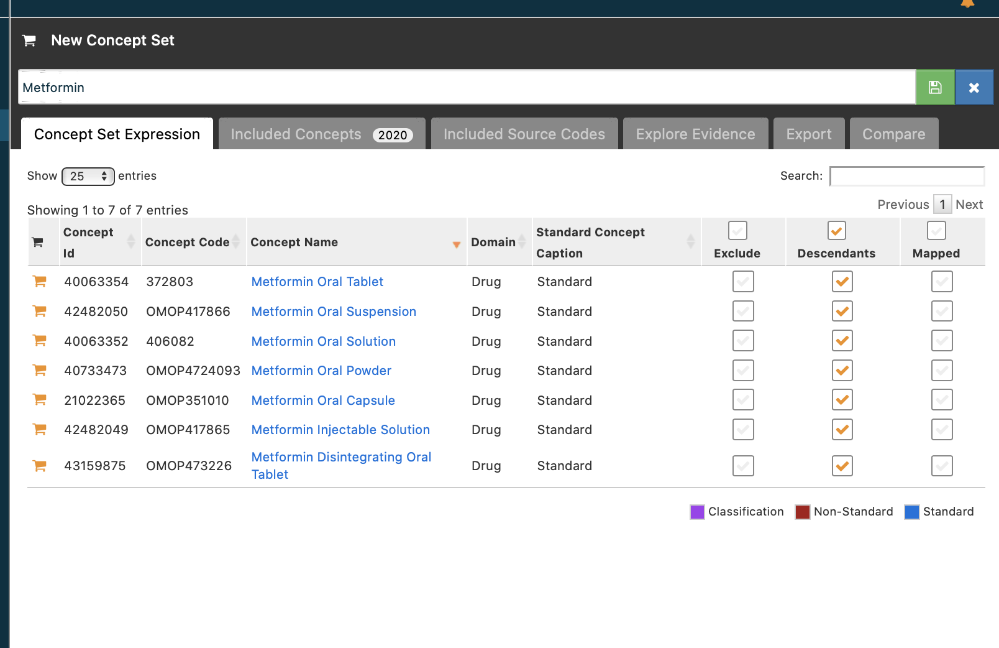 New Concept Set
Metformin
Concept Set Expression Included Concepts 2020 Included Source Codes Explore Evidence Export Compare
Show 25 entries Search:
Showing 1 to 7 of 7 entries Previous 1 Next
Concept Id Concept Code Concept Name Domain Standard Concept Caption Exclude Descendants Mapped
40063354 372803 Metformin Oral Tablet Drug Standard
42482050 OMOP417866 Metformin Oral Suspension Drug Standard
40063352 406082 Metformin Oral Solution Drug Standard
40733473 OMOP4724093 Metformin Oral Powder Drug Standard
21022365 OMOP351010 Metformin Oral Capsule Drug Standard
42482049 OMOP417865 Metformin Injectable Solution Drug Standard
43159875 OMOP473226 Metformin Disintegrating Oral Tablet Drug Standard
Classification Non-Standard Standard